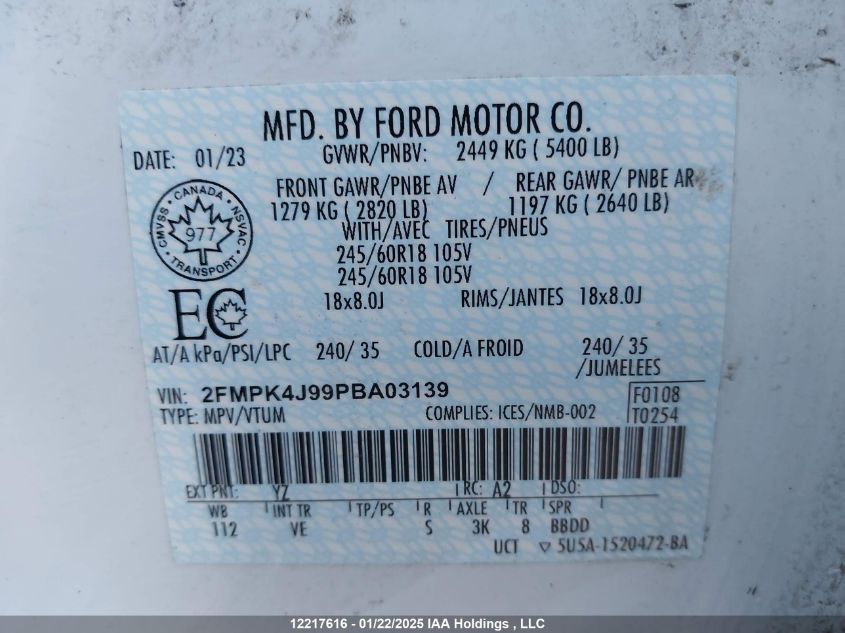 MFD. BY FORD MOTOR CO.
DATE: 01/23 GVWR/PNBV: 2449 KG ( 5400 LB)
FRONT GAWR/PNBE AV / REAR GAWR/ PNBE AR
1279 KG ( 2820 LB) 1197 KG ( 2640 LB)
WITH/AVEC TIRES/PNEUS
245/60R18 105V
245/60R18 105V
18x8.0J RIMS/JANTES 18x8.0J
CANADA
CMVSS NSVAC
977
TRANSPORT
EC
AT/A kPa/PSI/LPC 240/ 35 COLD/A FROID 240/ 35
/JUMELEES
VIN: 2FMPK4J99PBA03139 F0108
TYPE: MPV/VTUM COMPLIES: ICES/NMB-002 T0254
EXT PNT: YZ RC: A2 DSO:
WB INT TR TP/PS R AXLE TR SPR
112 VE S 3K 8 BBDD
UCT ▽ 5U5A-1520472-BA
12217616 - 01/22/2025 IAA Holdings , LLC